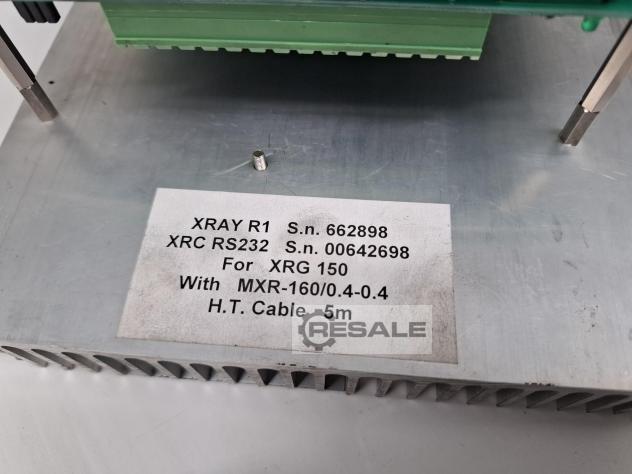 XRAY R1 S.n. 662898
XRC RS232 S.n. 00642698
For XRG 150
With MXR-160/0.4-0.4
H.T. Cable 5m
RESALE